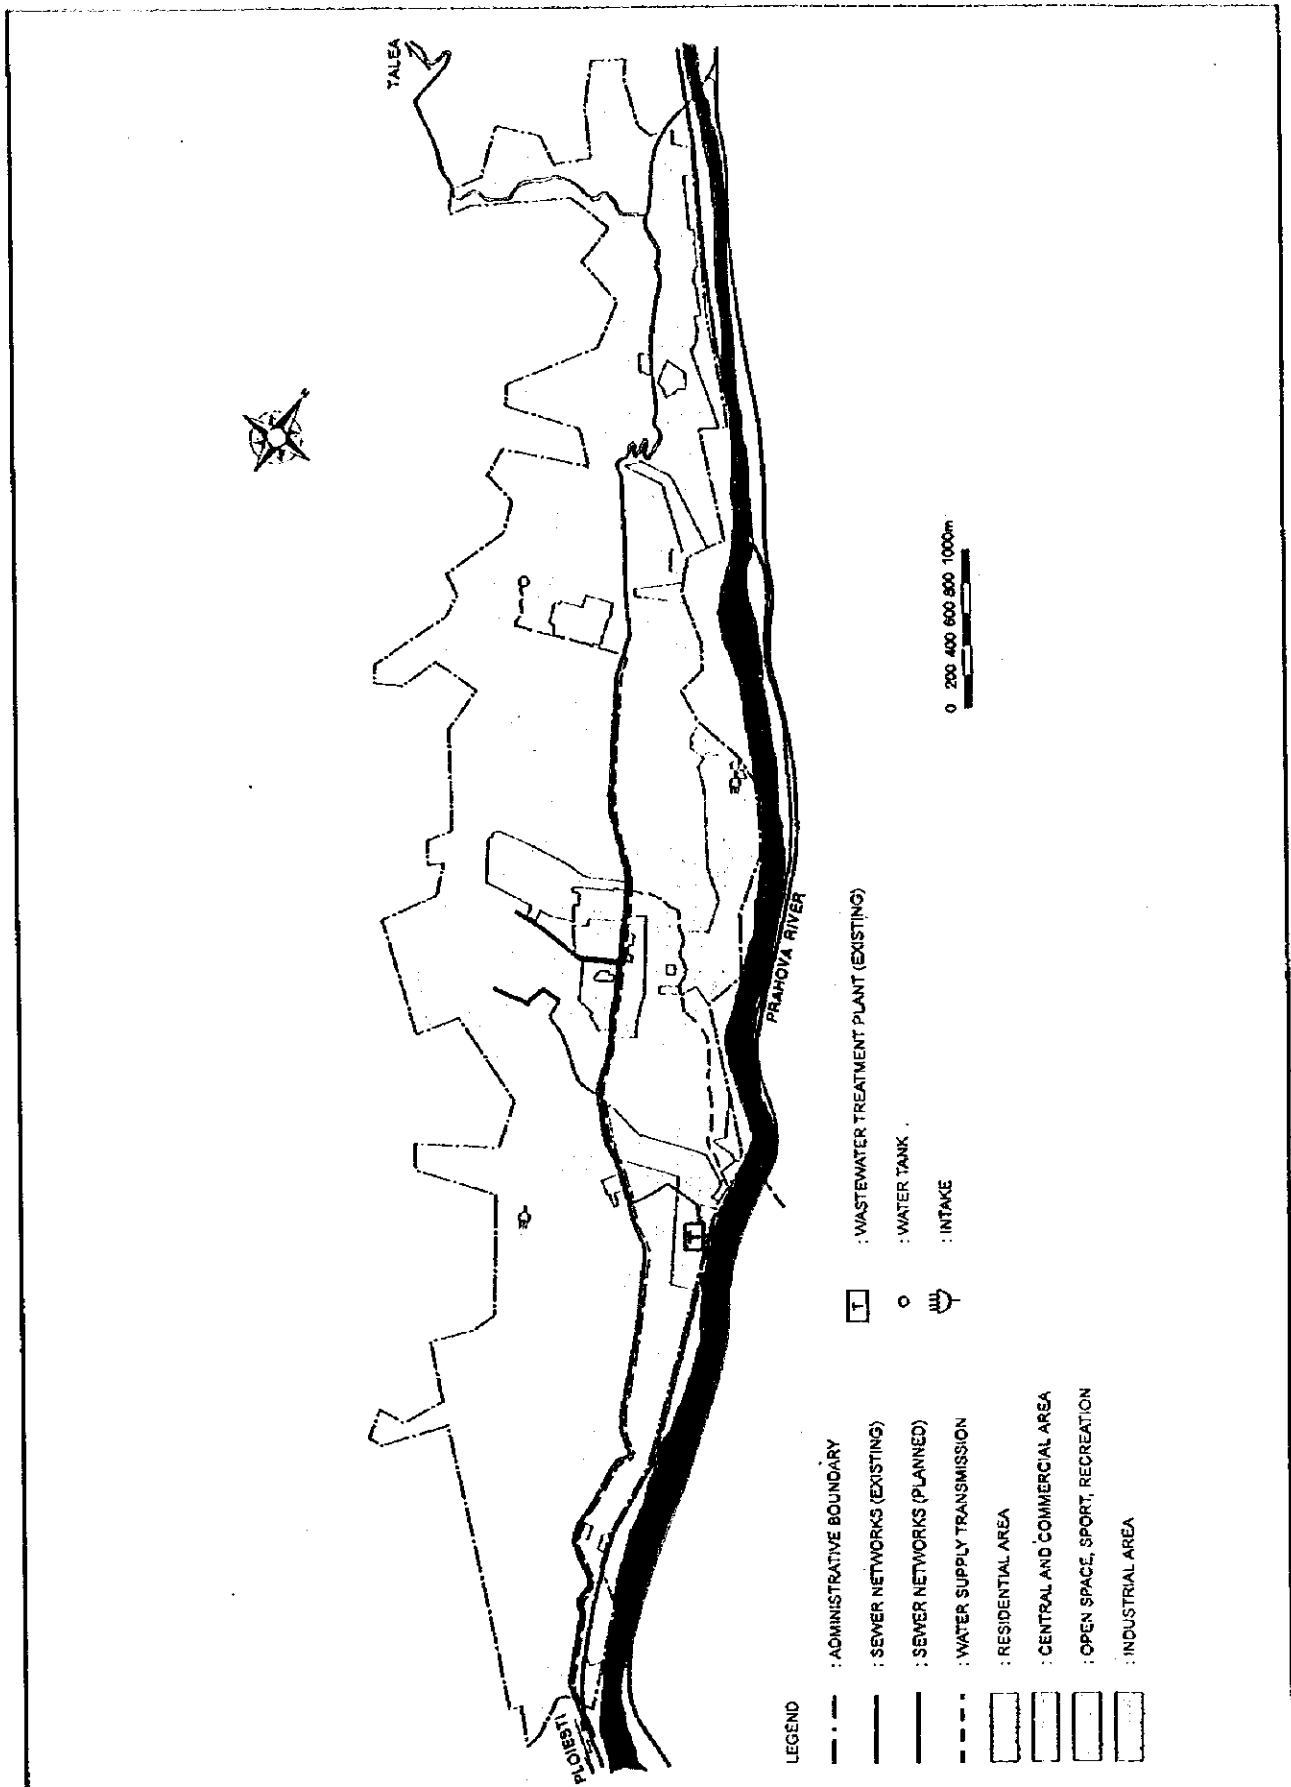 TALEA
N
0 200 400 600 800 1000m
PRAHOVA RIVER
T
PLOIESTI
LEGEND
: ADMINISTRATIVE BOUNDARY
: SEWER NETWORKS (EXISTING)
: SEWER NETWORKS (PLANNED)
: WATER SUPPLY TRANSMISSION
: RESIDENTIAL AREA
: CENTRAL AND COMMERCIAL AREA
: OPEN SPACE, SPORT, RECREATION
: INDUSTRIAL AREA
T : WASTEWATER TREATMENT PLANT (EXISTING)
: WATER TANK
: INTAKE